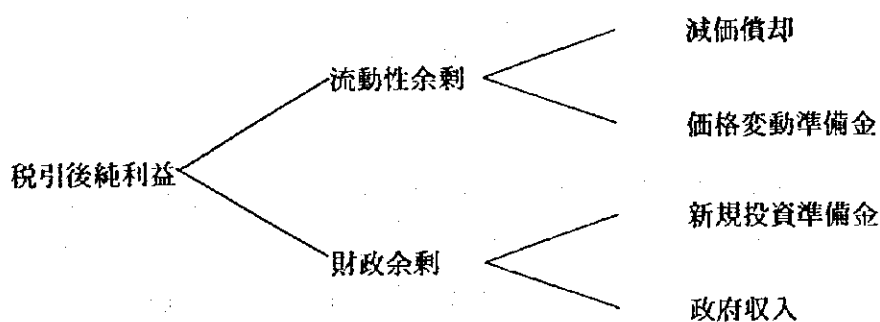 減価償却
流動性余剰
価格変動準備金
税引後純利益
新規投資準備金
財政余剰
政府収入